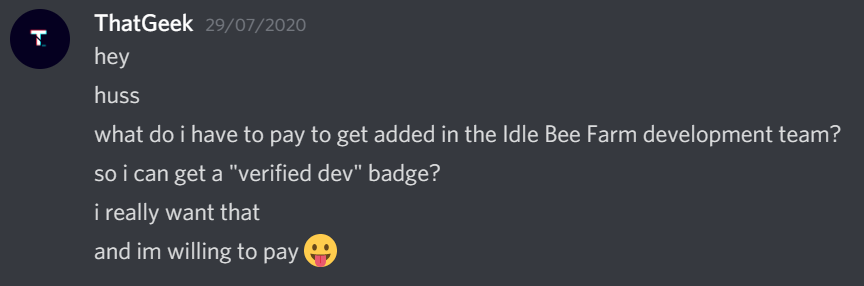 T
ThatGeek 29/07/2020
hey
huss
what do i have to pay to get added in the Idle Bee Farm development team?
so i can get a "verified dev" badge?
i really want that
and im willing to pay 😛